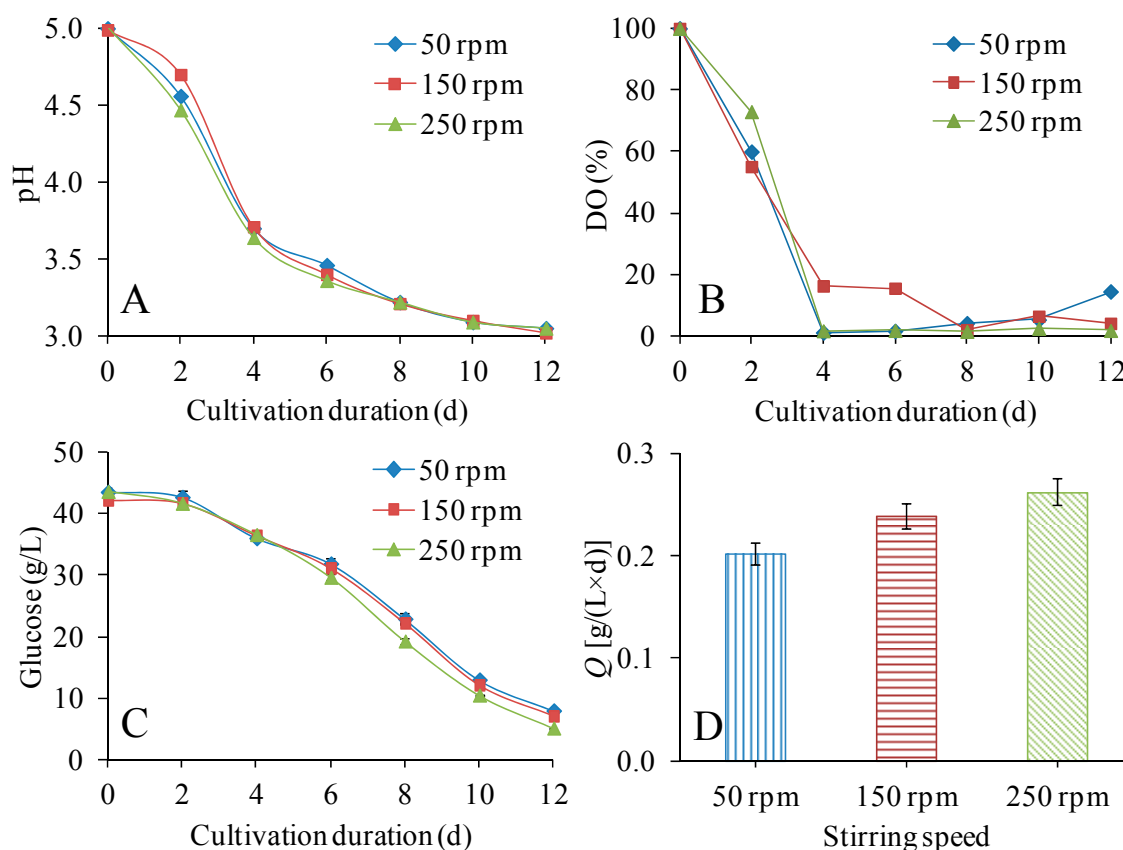 5.0
4.5
4.0
3.5
3.0
pH
50 rpm
150 rpm
250 rpm
A
0 2 4 6 8 10 12
Cultivation duration (d)
100
80
60
40
20
0
DO (%)
50 rpm
150 rpm
250 rpm
B
0 2 4 6 8 10 12
Cultivation duration (d)
50
40
30
20
10
0
Glucose (g/L)
50 rpm
150 rpm
250 rpm
C
0 2 4 6 8 10 12
Cultivation duration (d)
0.3
0.2
0.1
0.0
Q [g/(L×d)]
D
50 rpm 150 rpm 250 rpm
Stirring speed